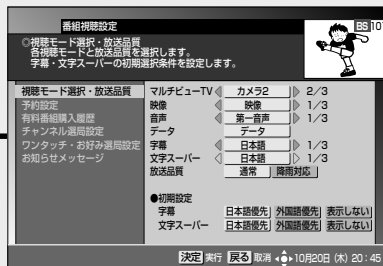 番組視聴設定
BS 10
◎視聴モード選択・放送品質
各視聴モードと放送品質を選択します。
字幕・文字スーパーの初期選択条件を設定します。
視聴モード選択・放送品質
予約設定
有料番組購入履歴
チャンネル選局設定
ワンタッチ・お好み選局設定
お知らせメッセージ
マルチビューTV カメラ2 2/3
映像 映像 1/3
音声 第一音声 1/3
データ データ
字幕 日本語 1/3
文字スーパー 日本語 1/3
放送品質 通常 降雨対応
●初期設定
字幕 日本語優先 外国語優先 表示しない
文字スーパー 日本語優先 外国語優先 表示しない
決定 実行 戻る 取消 10月20日 (木) 20:45